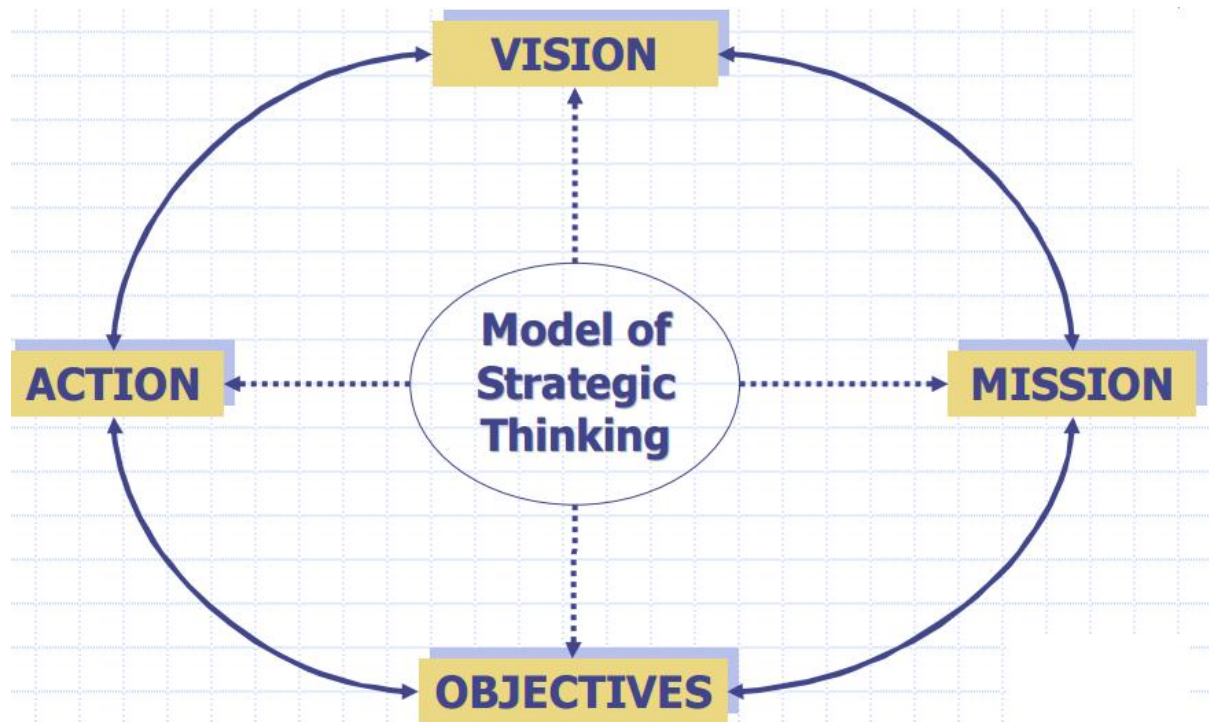 VISION
ACTION
Model of
Strategic
Thinking
MISSION
OBJECTIVES